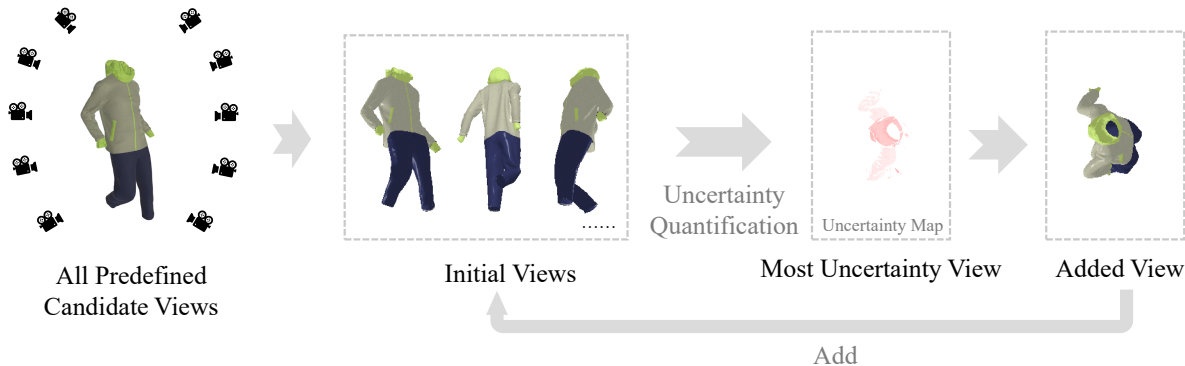 All Predefined
Candidate Views
......
Initial Views
Uncertainty
Quantification
Uncertainty Map
Most Uncertainty View
Added View
Add